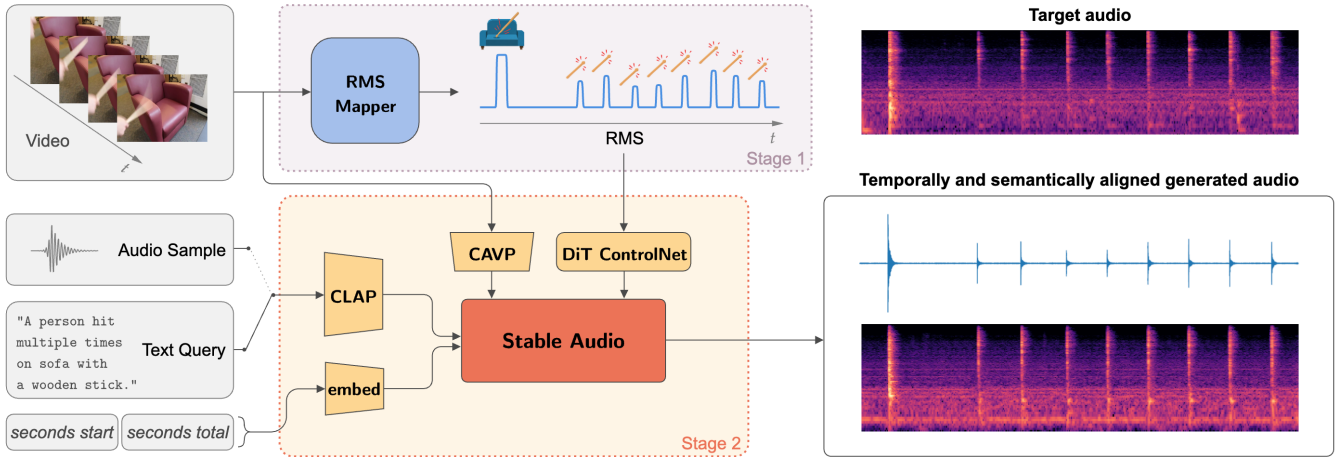 Video
t
RMS
Mapper
RMS
t
Stage 1
Target audio
Temporally and semantically aligned generated audio
Audio Sample
"A person hit
multiple times
on sofa with
a wooden stick."
Text Query
seconds start
seconds total
CLAP
embed
CAVP
DiT ControlNet
Stable Audio
Stage 2